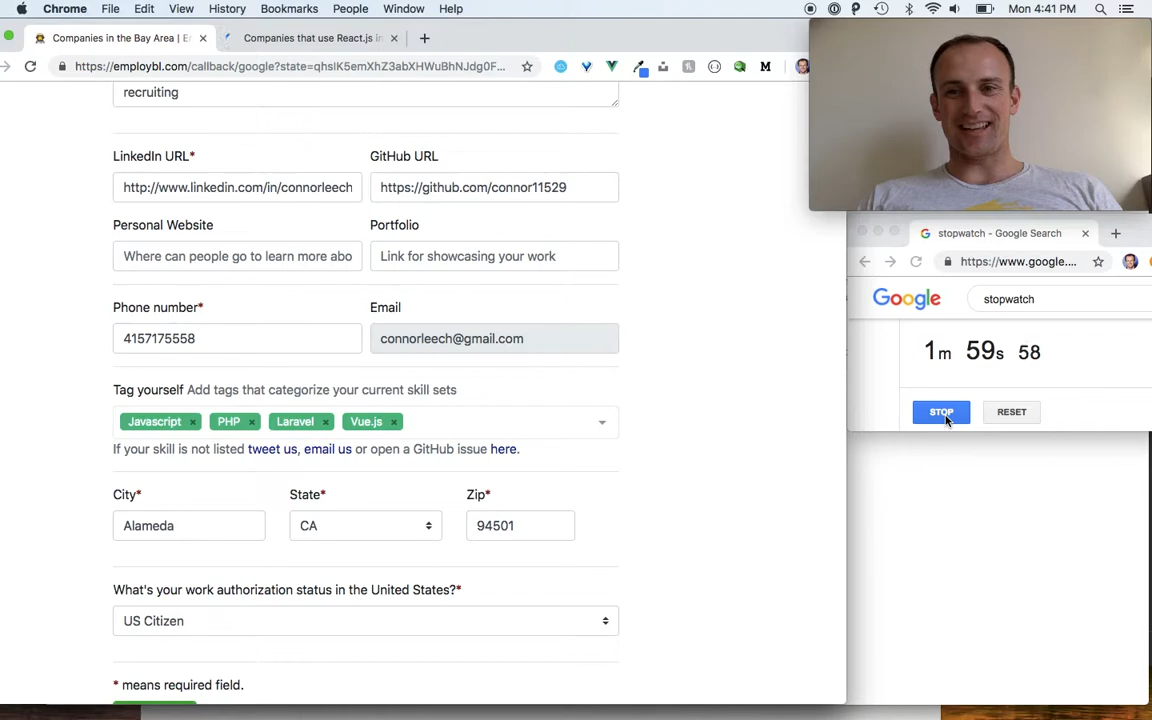 Chrome File Edit View History Bookmarks People Window Help Mon 4:41 PM
Companies in the Bay Area | Er Companies that use React.js in
https://employbl.com/callback/google?state=qhsIK5emXhZ3abXHWuBhNJdg0F...
recruiting
LinkedIn URL* GitHub URL
http://www.linkedin.com/in/connorleech https://github.com/connor11529
Personal Website Portfolio
Where can people go to learn more abo Link for showcasing your work
Phone number* Email
4157175558 connorleech@gmail.com
Tag yourself Add tags that categorize your current skill sets
Javascript × PHP × Laravel × Vue.js ×
If your skill is not listed tweet us, email us or open a GitHub issue here.
City* State* Zip*
Alameda CA 94501
What's your work authorization status in the United States?*
US Citizen
* means required field.
stopwatch - Google Search
https://www.google....
Google stopwatch
1m 59s 58
STOP RESET